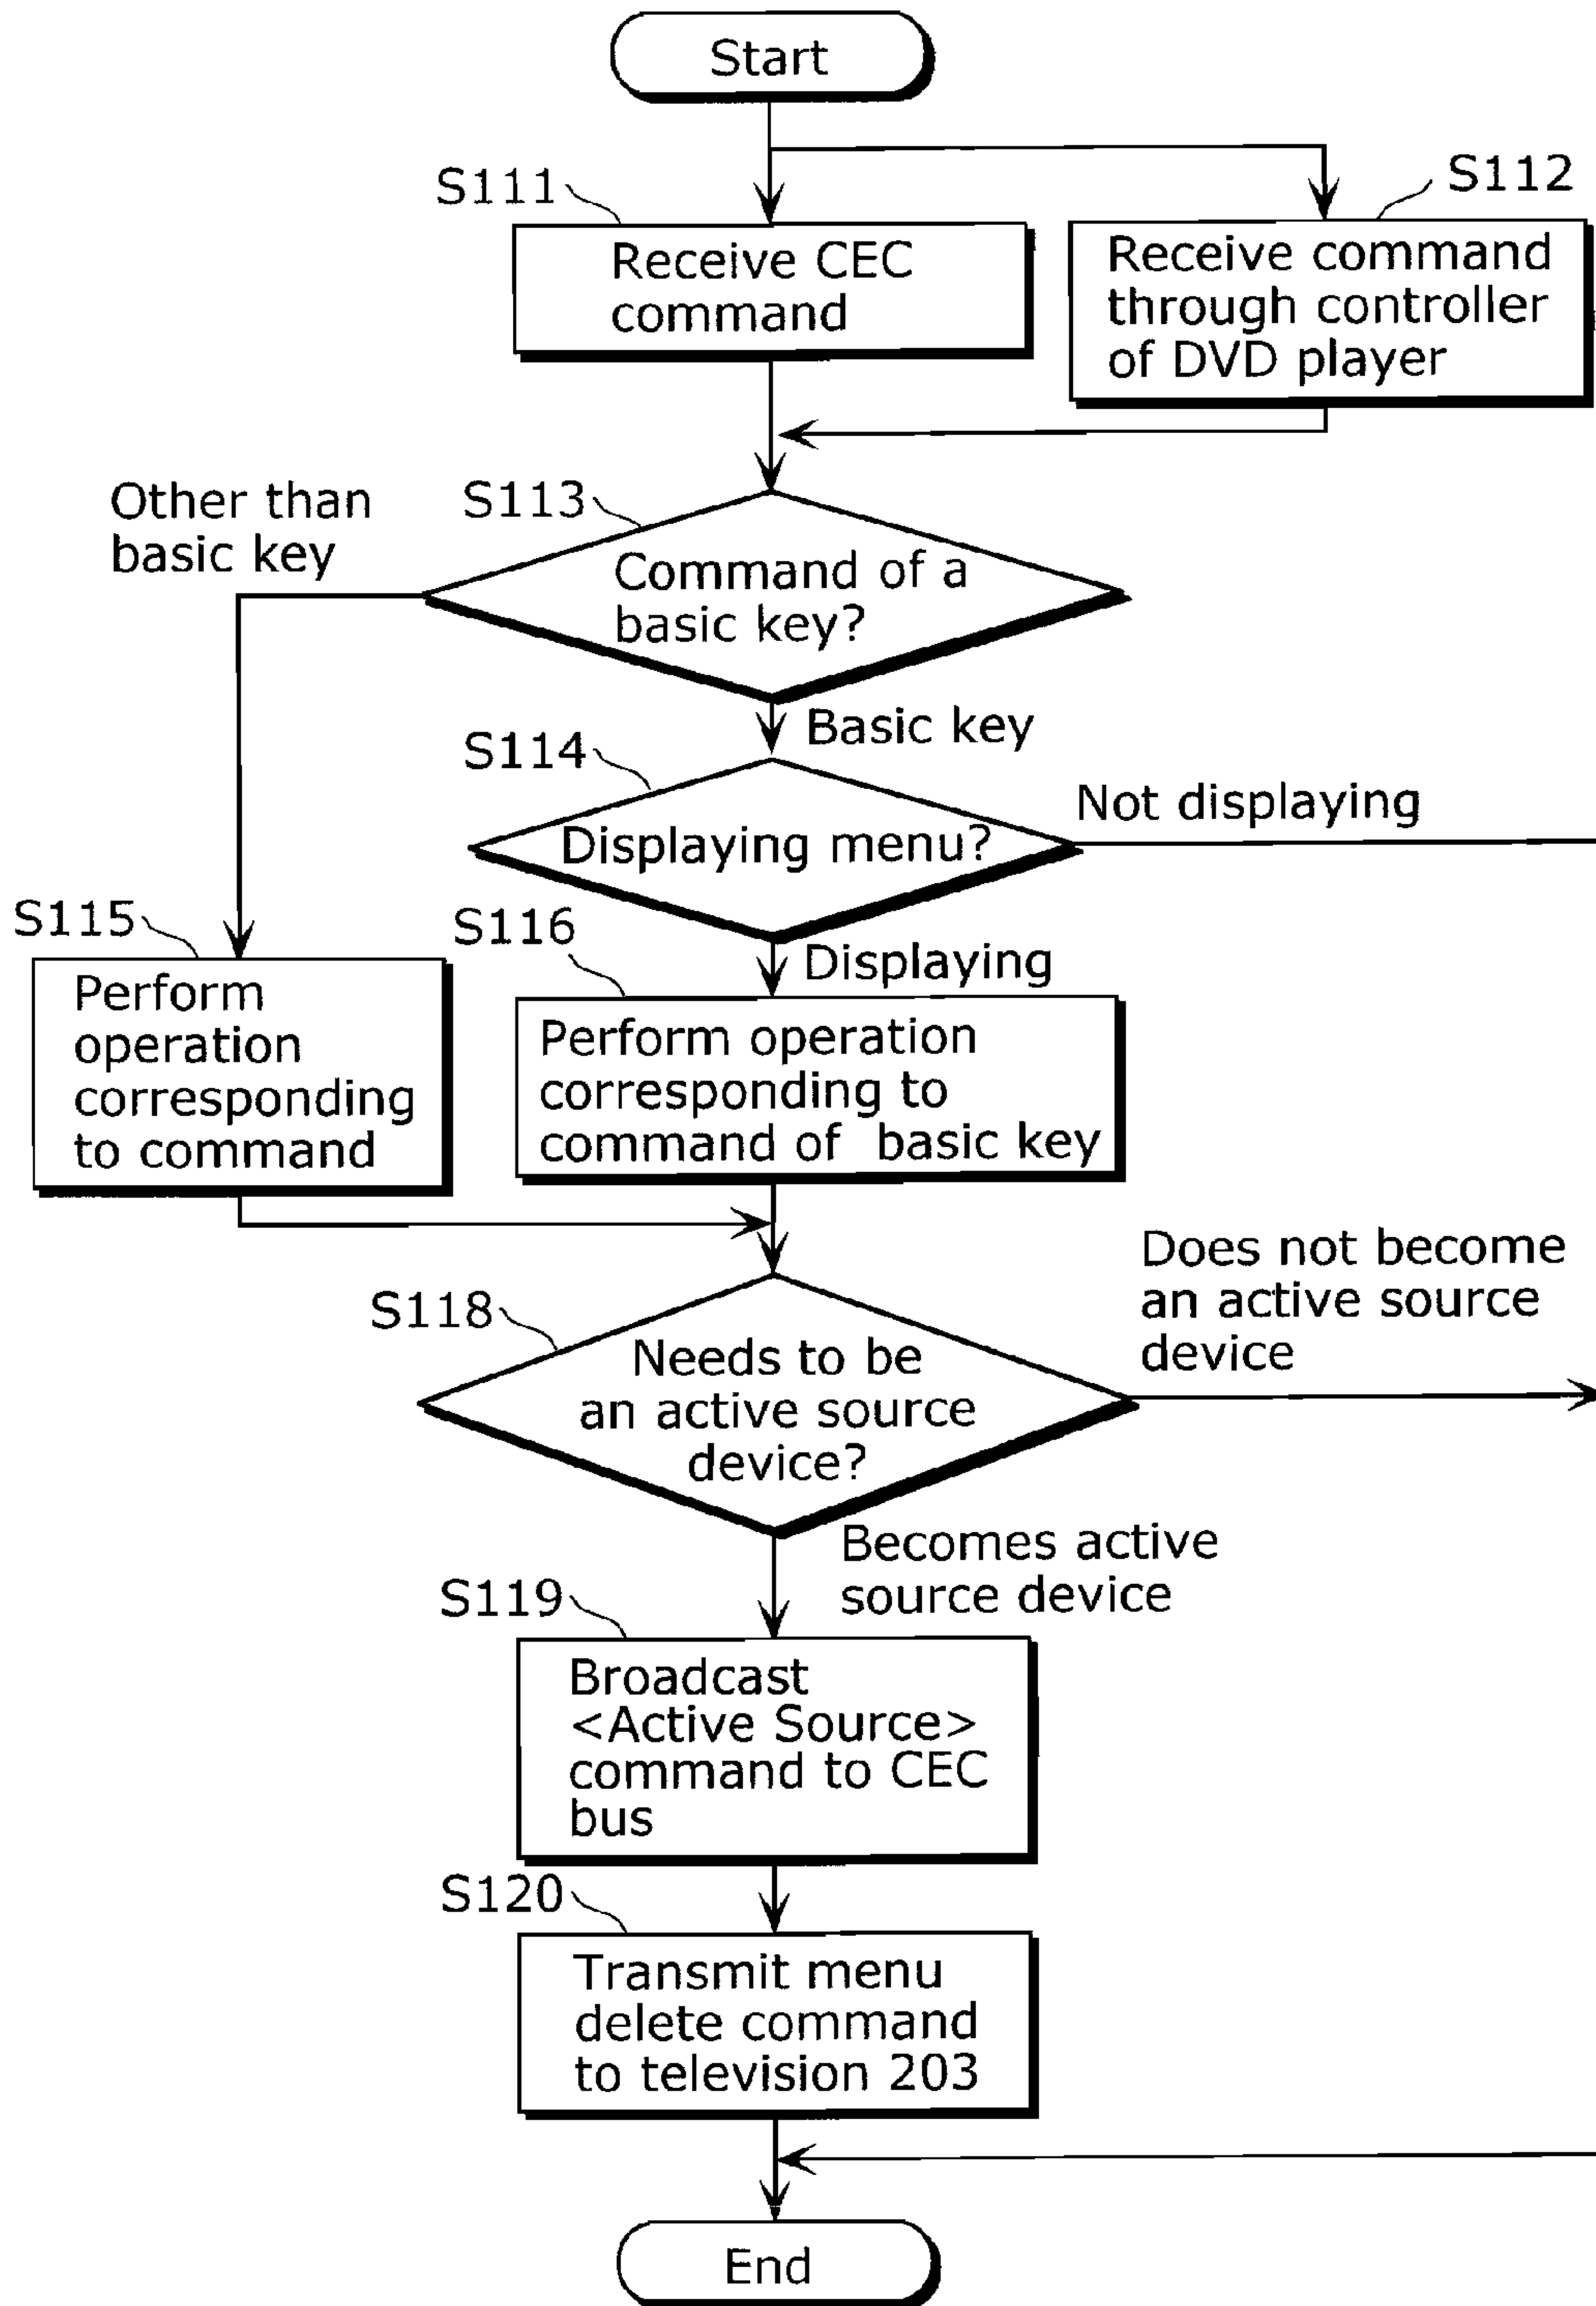 Start
S111
S112
Receive CEC
command
Receive command
through controller
of DVD player
Other than
basic key
S113
Command of a
basic key?
Basic key
S114
Not displaying
Displaying menu?
S115
S116
Displaying
Perform
operation
corresponding
to command
Perform operation
corresponding to
command of basic key
Does not become
an active source
device
S118
Needs to be
an active source
device?
Becomes active
source device
S119
Broadcast
<Active Source>
command to CEC
bus
S120
Transmit menu
delete command
to television 203
End